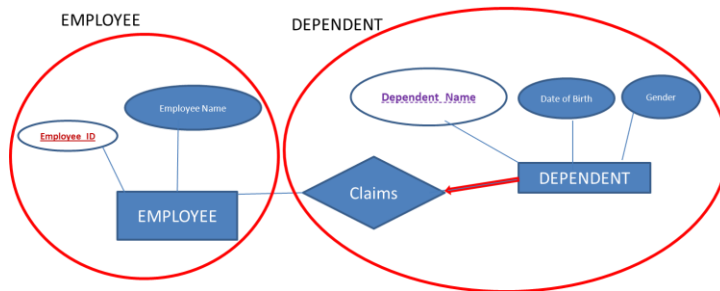 EMPLOYEE
DEPENDENT
Employee Name
Dependent_Name
Date of Birth
Gender
Employee_ID
Claims
DEPENDENT
EMPLOYEE